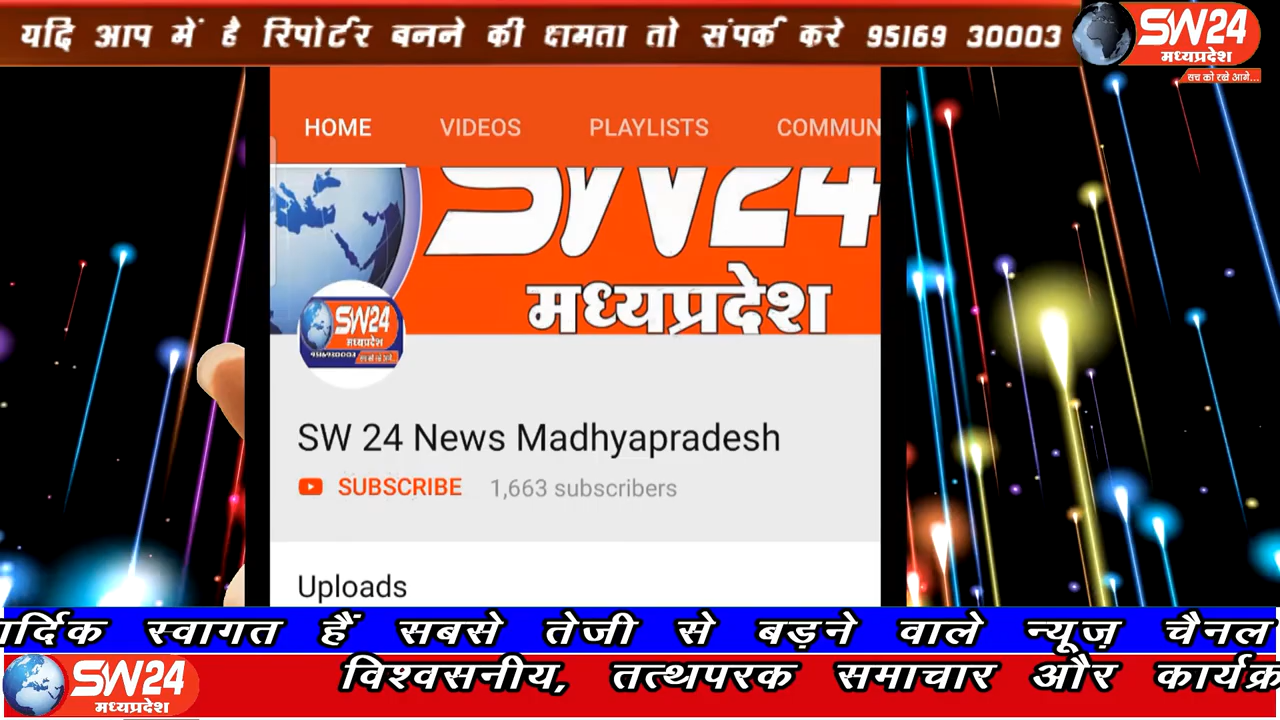 यदि आप में है रिपोर्टर बनने की क्षमता तो संपर्क करे 95169 30003
SW24
मध्यप्रदेश
सच को रखे आगे...
HOME VIDEOS PLAYLISTS COMMUN
SW24
मध्यप्रदेश
SW24
मध्यप्रदेश
9516930003
SW 24 News Madhyapradesh
SUBSCRIBE 1,663 subscribers
Uploads
स्वागत हैं सबसे तेजी से बड़ने वाले न्यूज़ चैनल
विश्वसनीय, तत्थपरक समाचार और
SW24
मध्यप्रदेश